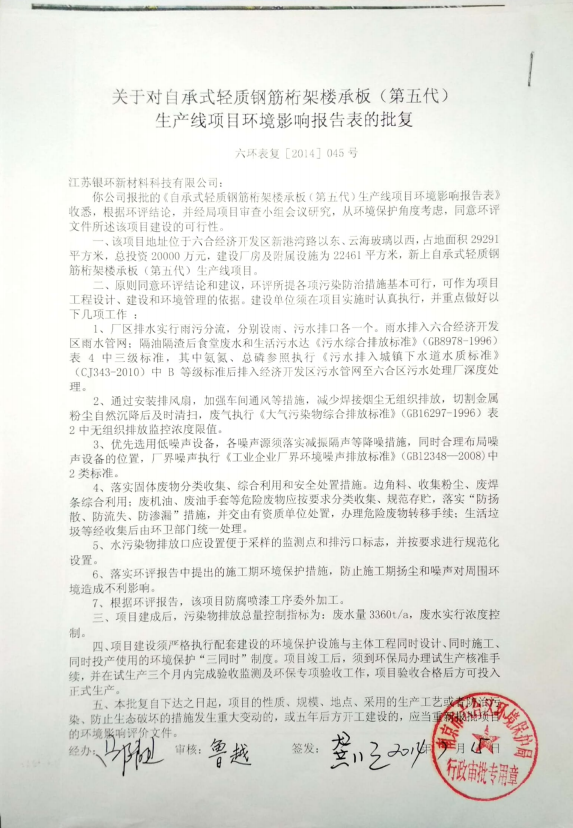 关于对自承式轻质钢筋桁架楼承板（第五代）
生产线项目环境影响报告表的批复
六环表复［2014］045号
江苏银环新材料科技有限公司：
你公司报批的《自承式轻质钢筋桁架楼承板（第五代）生产线项目环境影响报告表》
收悉，根据环评结论，并经局项目审查小组会议研究，从环境保护角度考虑，同意环评
文件所述该项目建设的可行性。
一、该项目地址位于六合经济开发区新港湾路以东、云海玻璃以西，占地面积29291
平方米，总投资20000万元，建设厂房及附属设施为22461平方米，新上自承式轻质钢
筋桁架楼承板（第五代）生产线项目。
二、原则同意环评结论和建议，环评所提各项污染防治措施基本可行，可作为项目
工程设计、建设和环境管理的依据。建设单位须在项目实施时认真执行，并重点做好以
下几项工作：
1、厂区排水实行雨污分流，分别设雨、污水排口各一个。雨水排入六合经济开发
区雨水管网；隔油隔渣后食堂废水和生活污水达《污水综合排放标准》（GB8978-1996）
表4中三级标准，其中氨氮、总磷参照执行《污水排入城镇下水道水质标准》
（CJ343-2010）中B等级标准后排入经济开发区污水管网至六合区污水处理厂深度处
理。
2、通过安装排风扇，加强车间通风等措施，减少焊接烟尘无组织排放，切割金属
粉尘自然沉降后及时清扫，废气执行《大气污染物综合排放标准》（GB16297-1996）表
2中无组织排放监控浓度限值。
3、优先选用低噪声设备，各噪声源须落实减振隔声等降噪措施，同时合理布局噪
声设备的位置，厂界噪声执行《工业企业厂界环境噪声排放标准》（GB12348—2008）中
2类标准。
4、落实固体废物分类收集、综合利用和安全处置措施。边角料、收集粉尘、废焊
条综合利用；废机油、废油手套等危险废物应按要求分类收集、规范存贮，落实“防扬
散、防流失、防渗漏”措施，并交由有资质单位处置，办理危险废物转移手续；生活垃
圾等经收集后由环卫部门统一处理。
5、水污染物排放口应设置便于采样的监测点和排污口标志，并按要求进行规范化
设置。
6、落实环评报告中提出的施工期环境保护措施，防止施工期扬尘和噪声对周围环
境造成不利影响。
7、根据环评报告，该项目防腐喷漆工序委外加工。
三、项目建成后，污染物排放总量控制指标为：废水量3360t/a，废水实行浓度控
制。
四、项目建设须严格执行配套建设的环境保护设施与主体工程同时设计、同时施工、
同时投产使用的环境保护“三同时”制度。项目竣工后，须到环保局办理试生产核准手
续，并在试生产三个月内完成验收监测及环保专项验收工作，项目验收合格后方可投入
正式生产。
五、本批复自下达之日起，项目的性质、规模、地点、采用的生产工艺或者防治污
染、防止生态破坏的措施发生重大变动的，或五年后方开工建设的，应当重新报批项目
的环境影响评价文件。
经办： 审核：鲁越 签发： 2014年 月 日
行政审批专用章